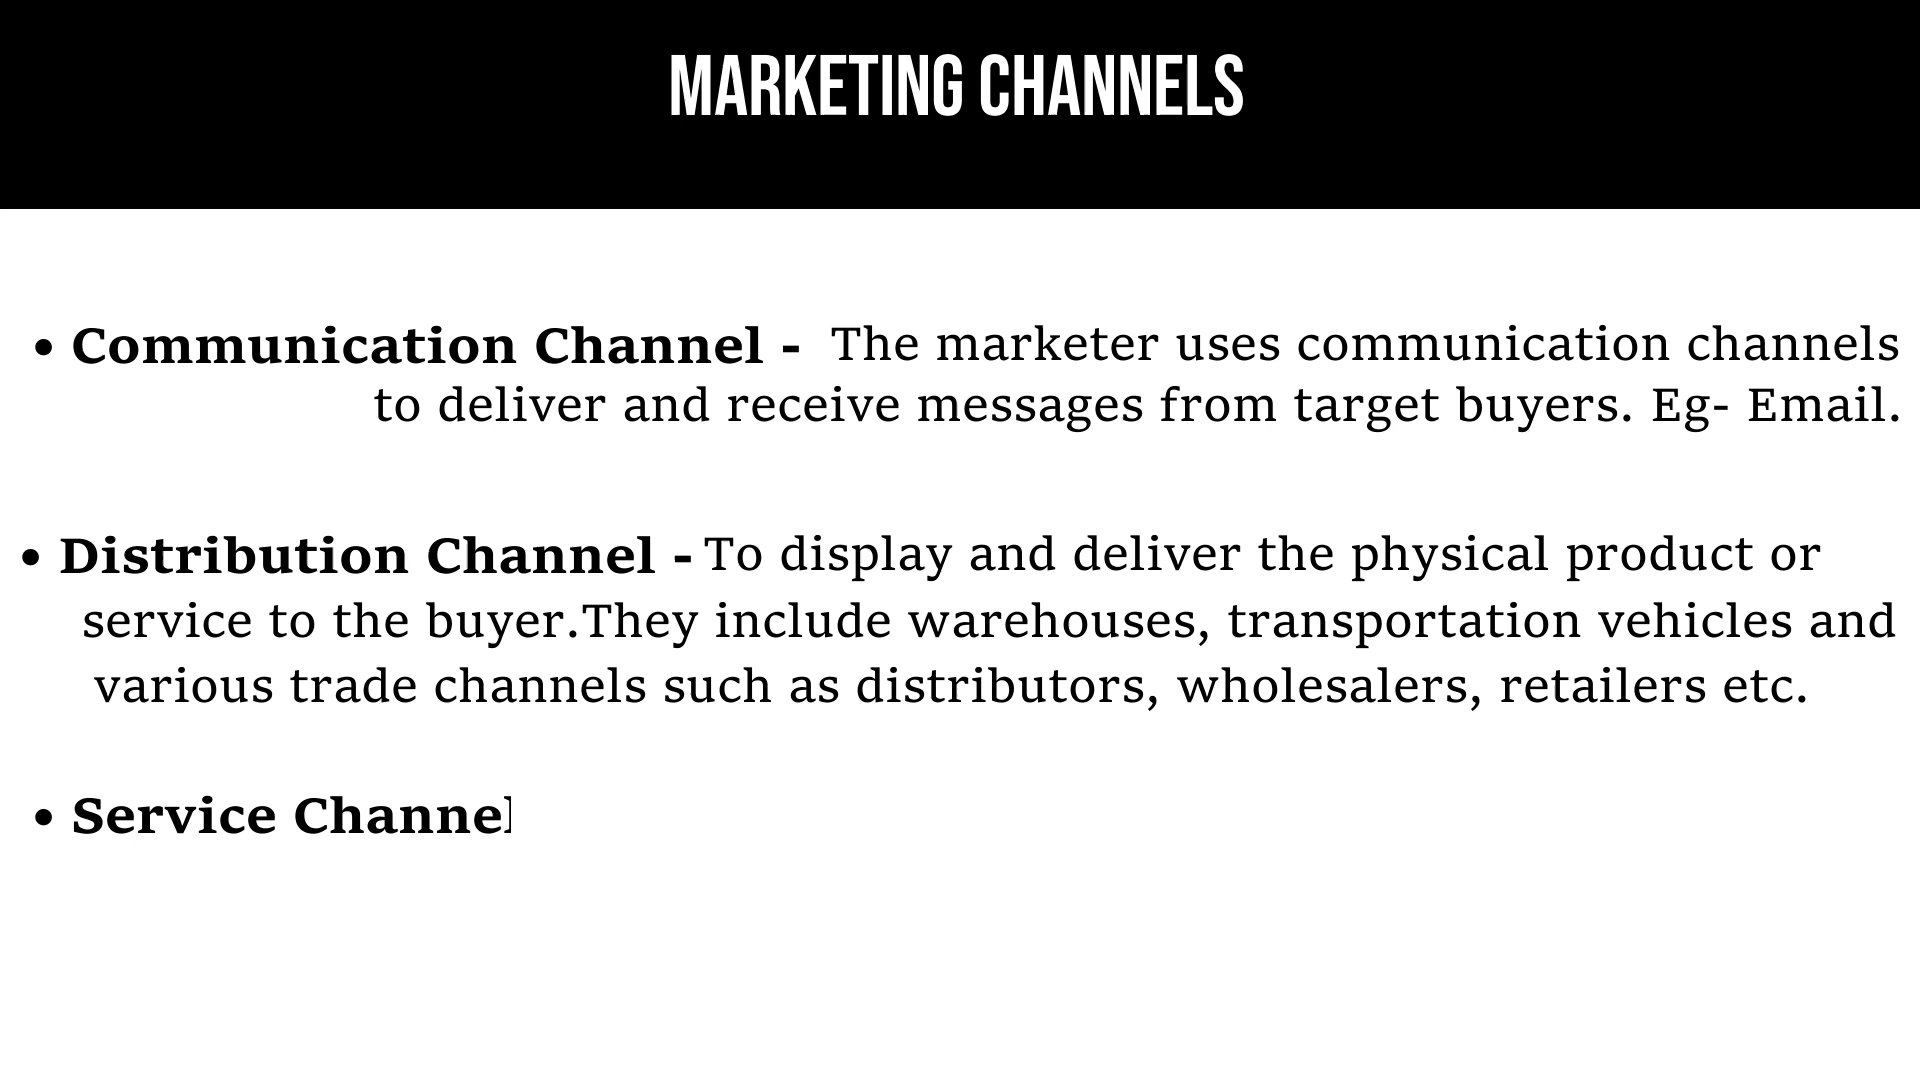 MARKETING CHANNELS
• Communication Channel - The marketer uses communication channels
to deliver and receive messages from target buyers. Eg- Email.
• Distribution Channel - To display and deliver the physical product or
service to the buyer.They include warehouses, transportation vehicles and
various trade channels such as distributors, wholesalers, retailers etc.
• Service Channel